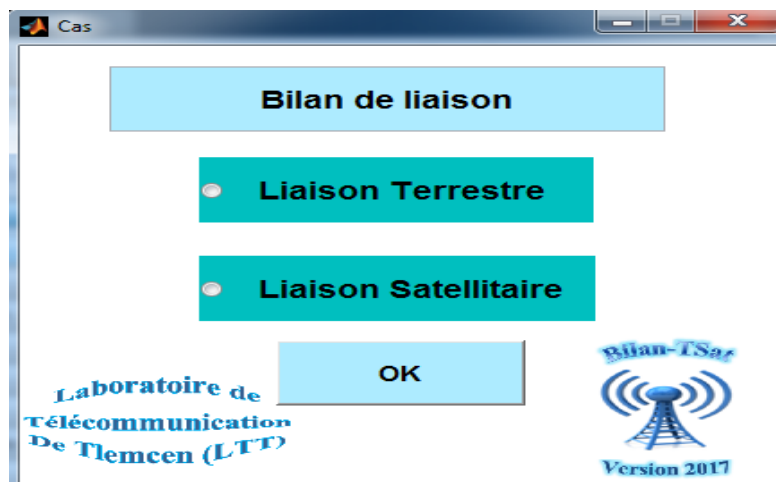 Cas
Bilan de liaison
Liaison Terrestre
Liaison Satellitaire
OK
Laboratoire de
Télécommunication
De Tlemcen (LTT)
Bilan-TSat
Version 2017